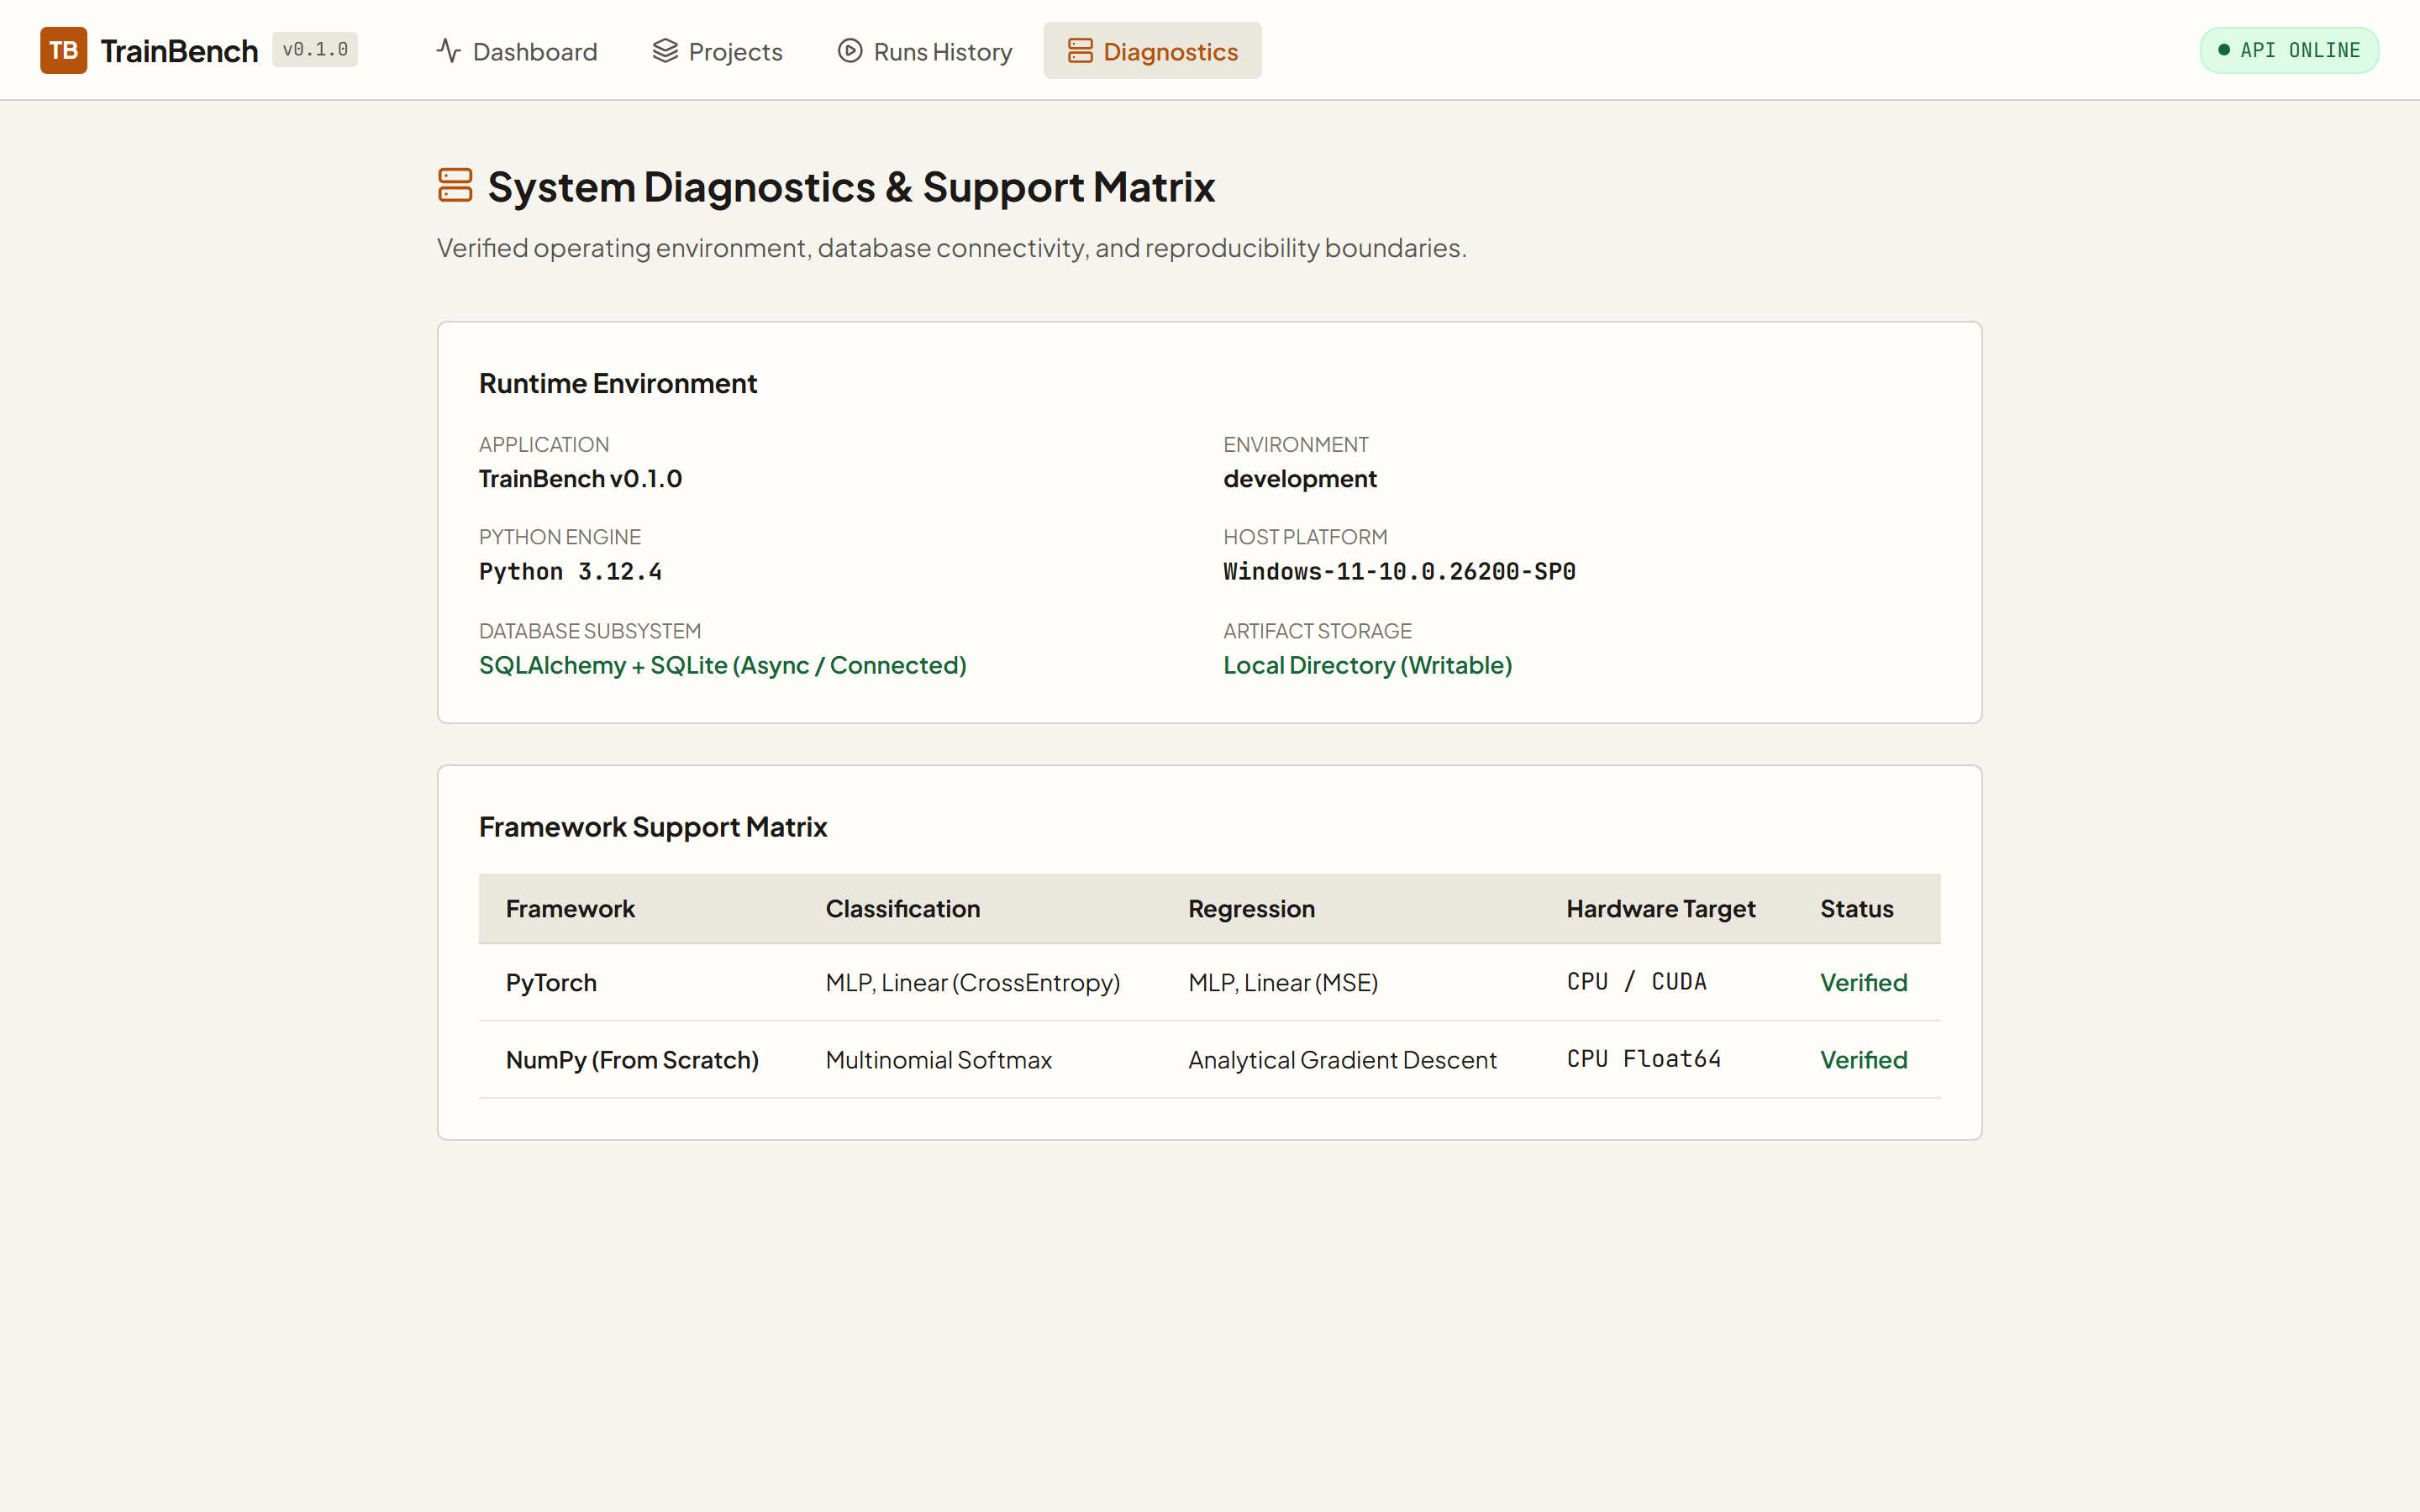 TB TrainBench v0.1.0 Dashboard Projects Runs History Diagnostics API ONLINE
System Diagnostics & Support Matrix
Verified operating environment, database connectivity, and reproducibility boundaries.
Runtime Environment
APPLICATION ENVIRONMENT
TrainBench v0.1.0 development
PYTHON ENGINE HOST PLATFORM
Python 3.12.4 Windows-11-10.0.26200-SP0
DATABASE SUBSYSTEM ARTIFACT STORAGE
SQLAlchemy + SQLite (Async / Connected) Local Directory (Writable)
Framework Support Matrix
Framework Classification Regression Hardware Target Status
PyTorch MLP, Linear (CrossEntropy) MLP, Linear (MSE) CPU / CUDA Verified
NumPy (From Scratch) Multinomial Softmax Analytical Gradient Descent CPU Float64 Verified